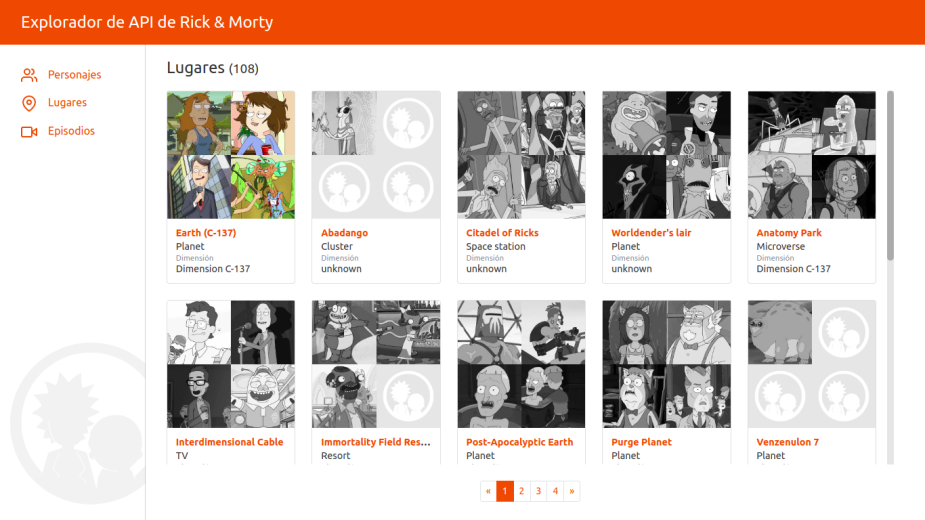 Explorador de API de Rick & Morty
Personajes
Lugares
Episodios
Lugares (108)
Earth (C-137)
Planet
Dimensión
Dimension C-137
Abadango
Cluster
Dimensión
unknown
Citadel of Ricks
Space station
Dimensión
unknown
Worldender's lair
Planet
Dimensión
unknown
Anatomy Park
Microverse
Dimensión
Dimension C-137
Interdimensional Cable
TV
Immortality Field Res...
Resort
Post-Apocalyptic Earth
Planet
Purge Planet
Planet
Venzenulon 7
Planet
« 1 2 3 4 »